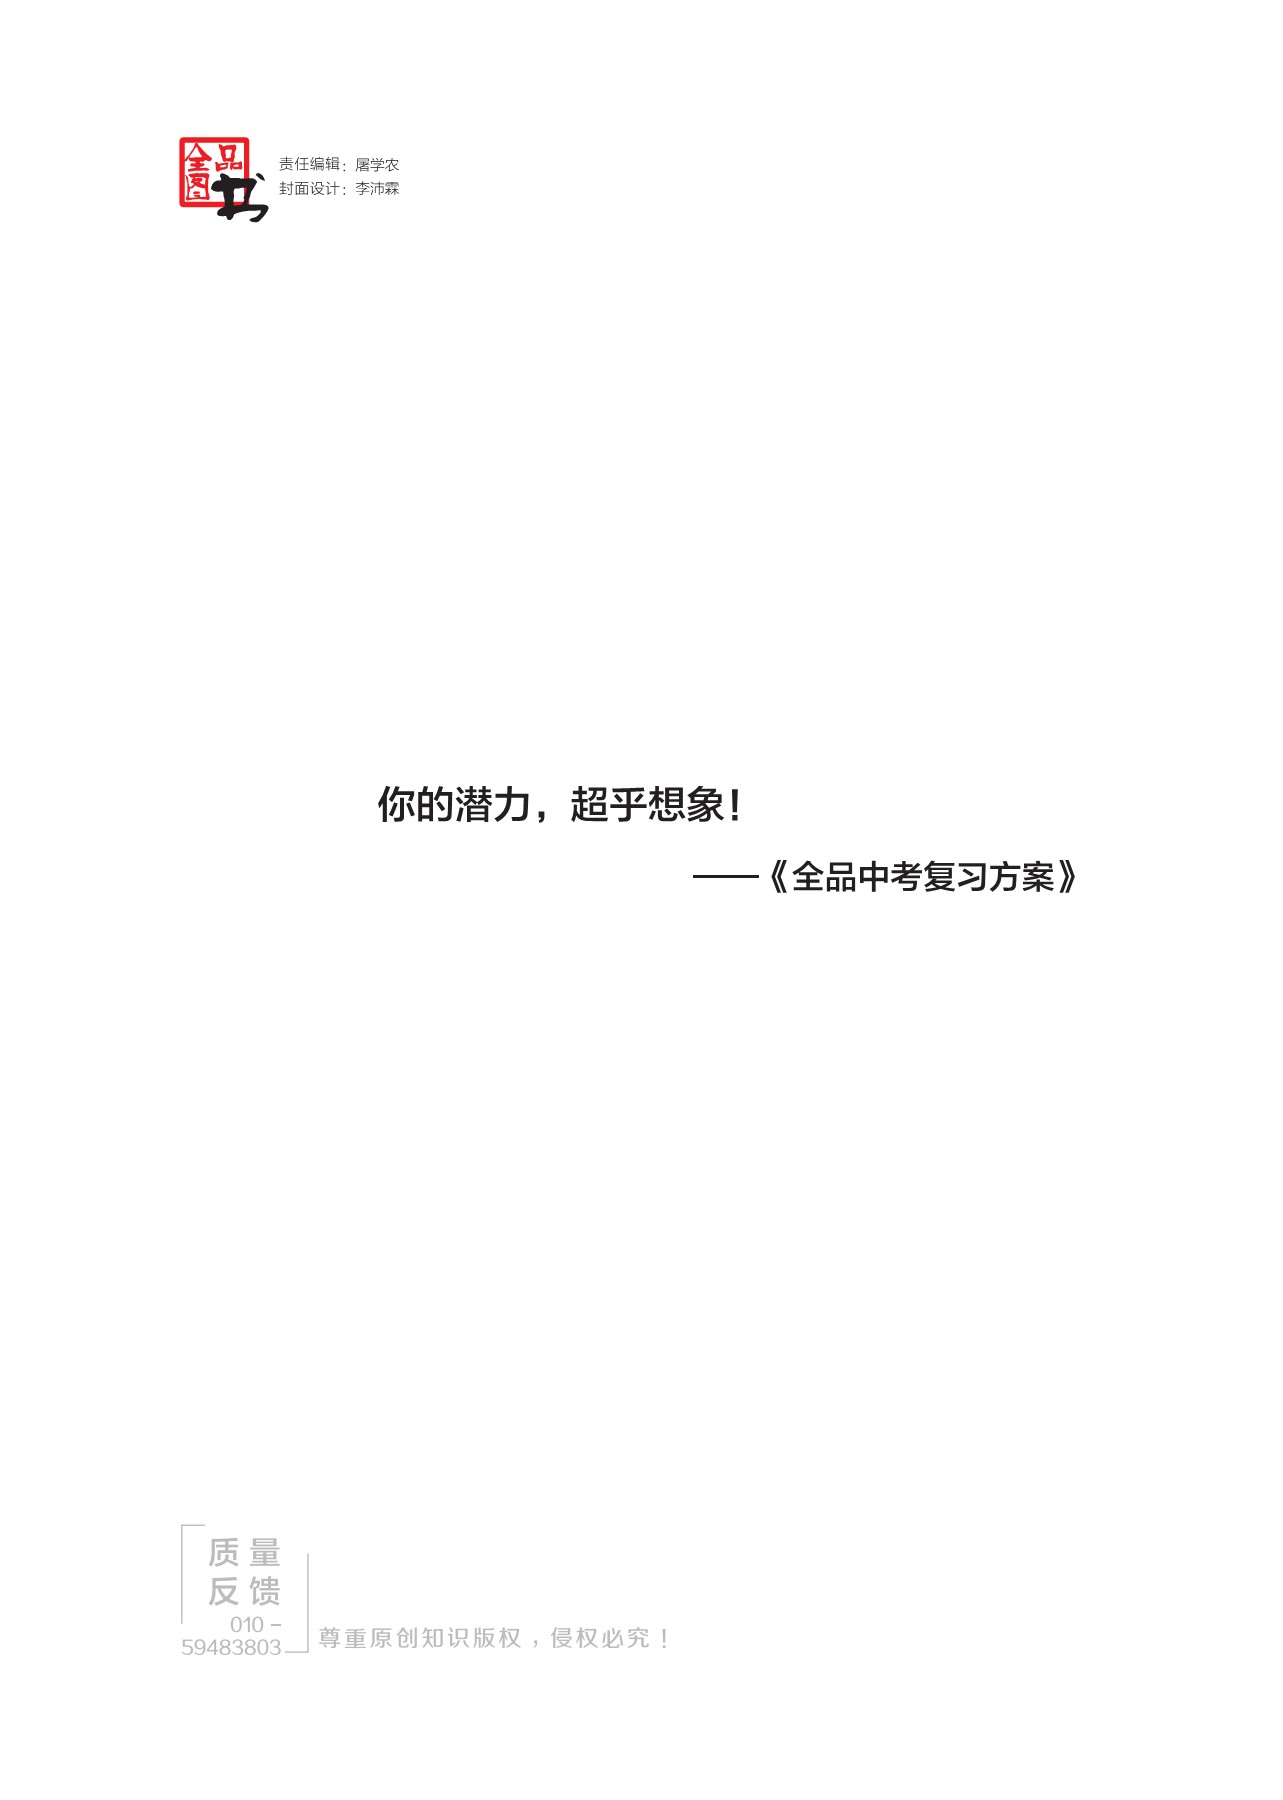 全品
图书
责任编辑：屠学农
封面设计：李沛霖
你的潜力，超乎想象！
——《全品中考复习方案》
质量
反馈
010－
59483803
尊重原创知识版权，侵权必究！